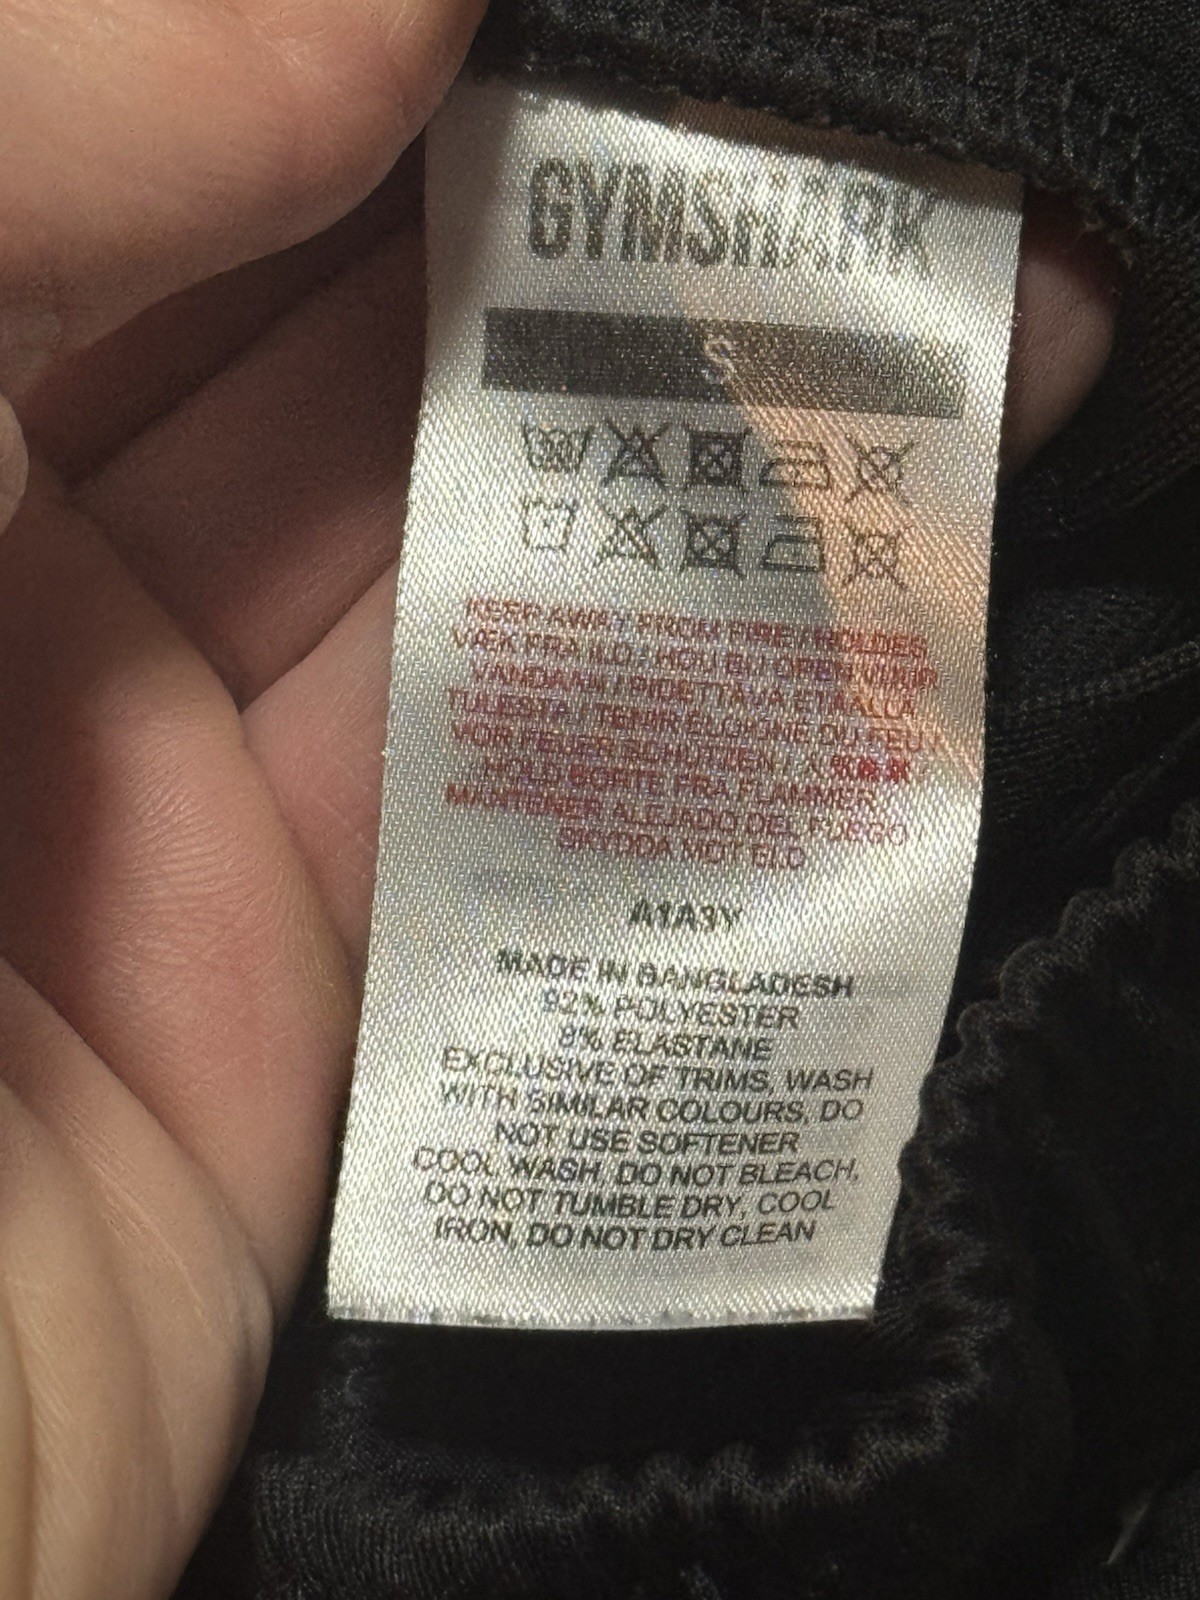 GYMSHARK
S
KEEP AWAY FROM FIRE / HOLDES
VÆK FRA ILD / HOU BIJ OPEN VUUR
VANDAAN / PIDETTÄVÄ ETÄÄLLÄ
TULESTA / TENIR ÉLOIGNÉ DU FEU /
VOR FEUER SCHÜTZEN /
HOLD BORTE FRA FLAMMER
MANTENER ALEJADO DEL FUEGO
SKYDDA MOT ELD
A1A3Y
MADE IN BANGLADESH
92% POLYESTER
8% ELASTANE
EXCLUSIVE OF TRIMS, WASH
WITH SIMILAR COLOURS, DO
NOT USE SOFTENER
COOL WASH, DO NOT BLEACH,
DO NOT TUMBLE DRY, COOL
IRON, DO NOT DRY CLEAN